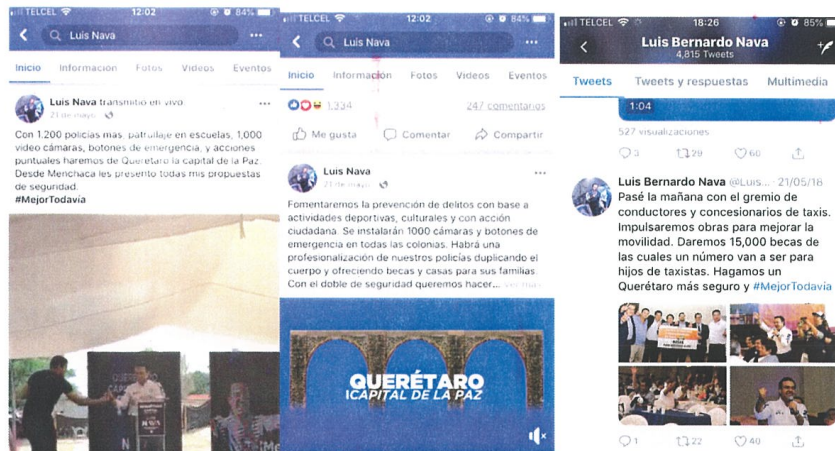 TELCEL 12:02 84%
Luis Nava
Inicio Información Fotos Videos Eventos
Luis Nava transmitió en vivo.
21 de mayo
Con 1,200 policías mas, patrullaje en escuelas, 1,000
video cámaras, botones de emergencia, y acciones
puntuales haremos de Querétaro la capital de la Paz.
Desde Menchaca les presento todas mis propuestas
de seguridad.
#MejorTodavía
TELCEL 12:02 84%
Luis Nava
Inicio Información Fotos Videos Eventos
1,334 247 comentarios
Me gusta Comentar Compartir
Luis Nava
21 de mayo
Fomentaremos la prevención de delitos con base a
actividades deportivas, culturales y con acción
ciudadana. Se instalarán 1000 cámaras y botones de
emergencia en todas las colonias. Habrá una
profesionalización de nuestros policías duplicando el
cuerpo y ofreciendo becas y casas para sus familias.
Con el doble de seguridad queremos hacer... ver más
QUERÉTARO
CAPITAL DE LA PAZ
TELCEL 18:26 85%
Luis Bernardo Nava
4,815 Tweets
Tweets Tweets y respuestas Multimedia
1:04
527 visualizaciones
3 29 60
Luis Bernardo Nava @Luis... · 21/05/18
Pasé la mañana con el gremio de
conductores y concesionarios de taxis.
Impulsaremos obras para mejorar la
movilidad. Daremos 15,000 becas de
las cuales un número van a ser para
hijos de taxistas. Hagamos un
Querétaro más seguro y #MejorTodavía
1 22 40